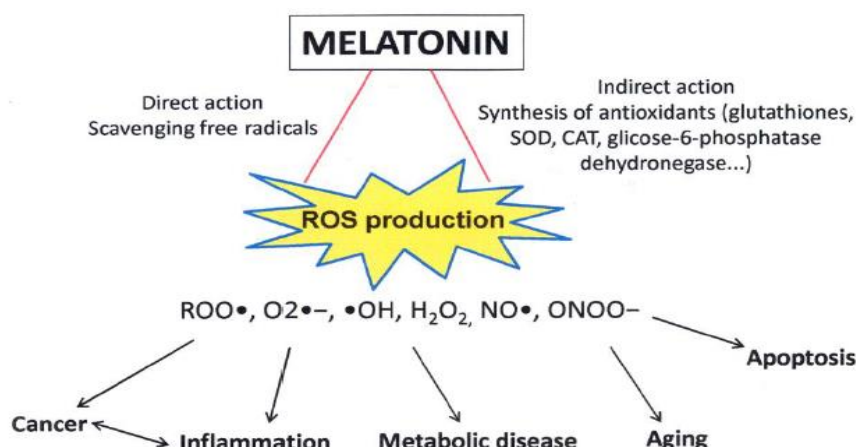 MELATONIN
Direct action
Scavenging free radicals
Indirect action
Synthesis of antioxidants (glutathiones,
SOD, CAT, glicose-6-phosphatase
dehydronegase...)
ROS production
ROO●, O2●–, ●OH, H₂O₂, NO●, ONOO–
Apoptosis
Cancer
Inflammation
Metabolic disease
Aging